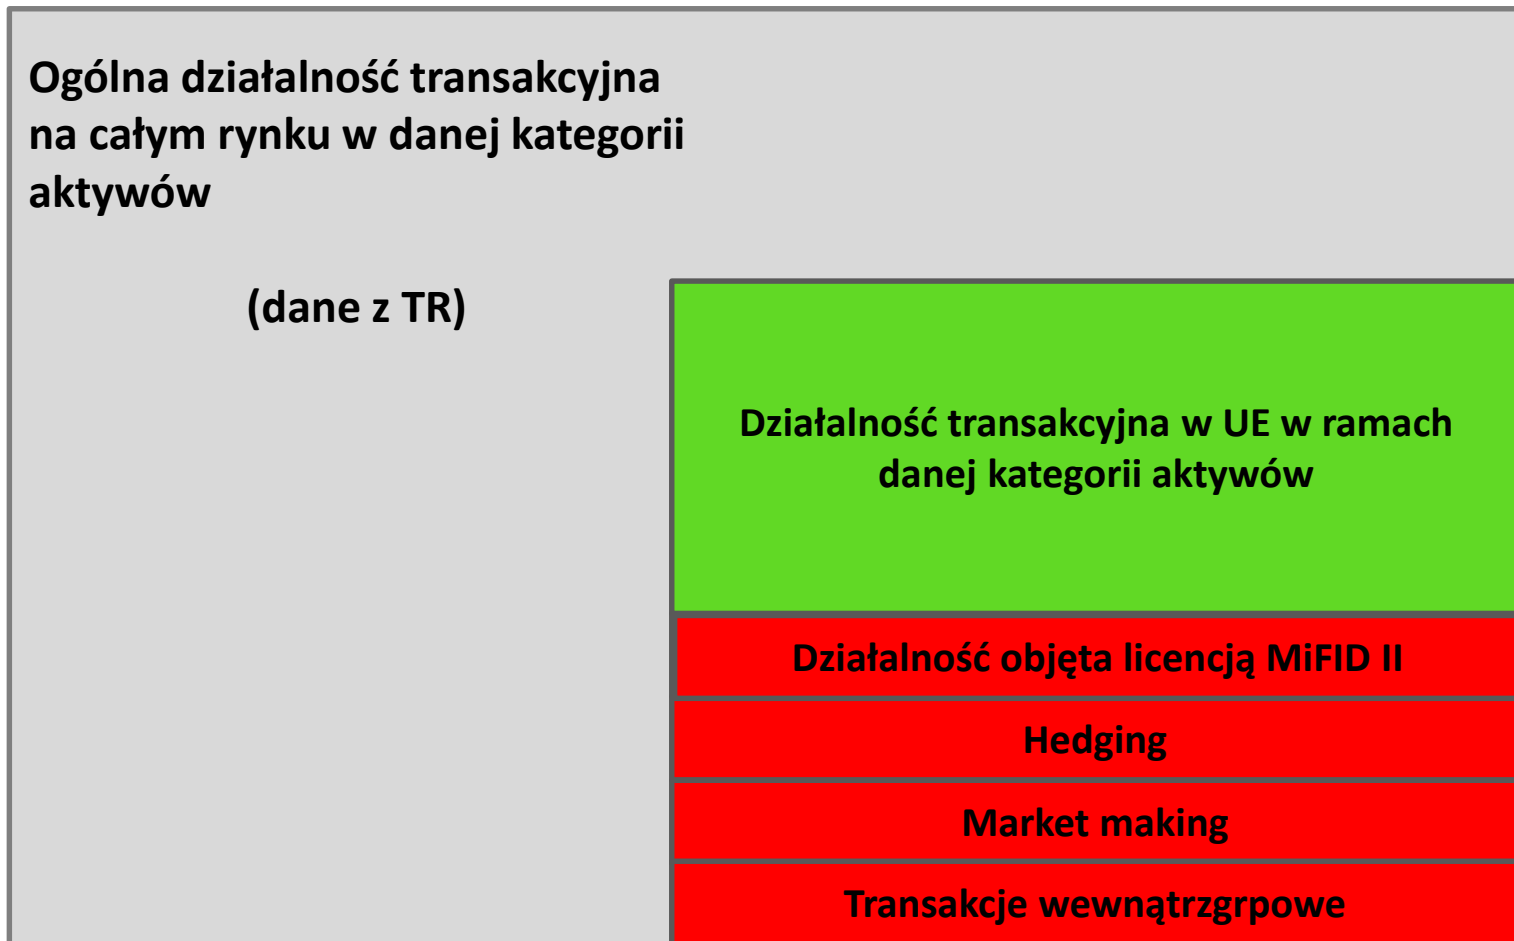 Ogólna działalność transakcyjna
na całym rynku w danej kategorii
aktywów
(dane z TR)
Działalność transakcyjna w UE w ramach
danej kategorii aktywów
Działalność objęta licencją MiFID II
Hedging
Market making
Transakcje wewnątrzgrpowe